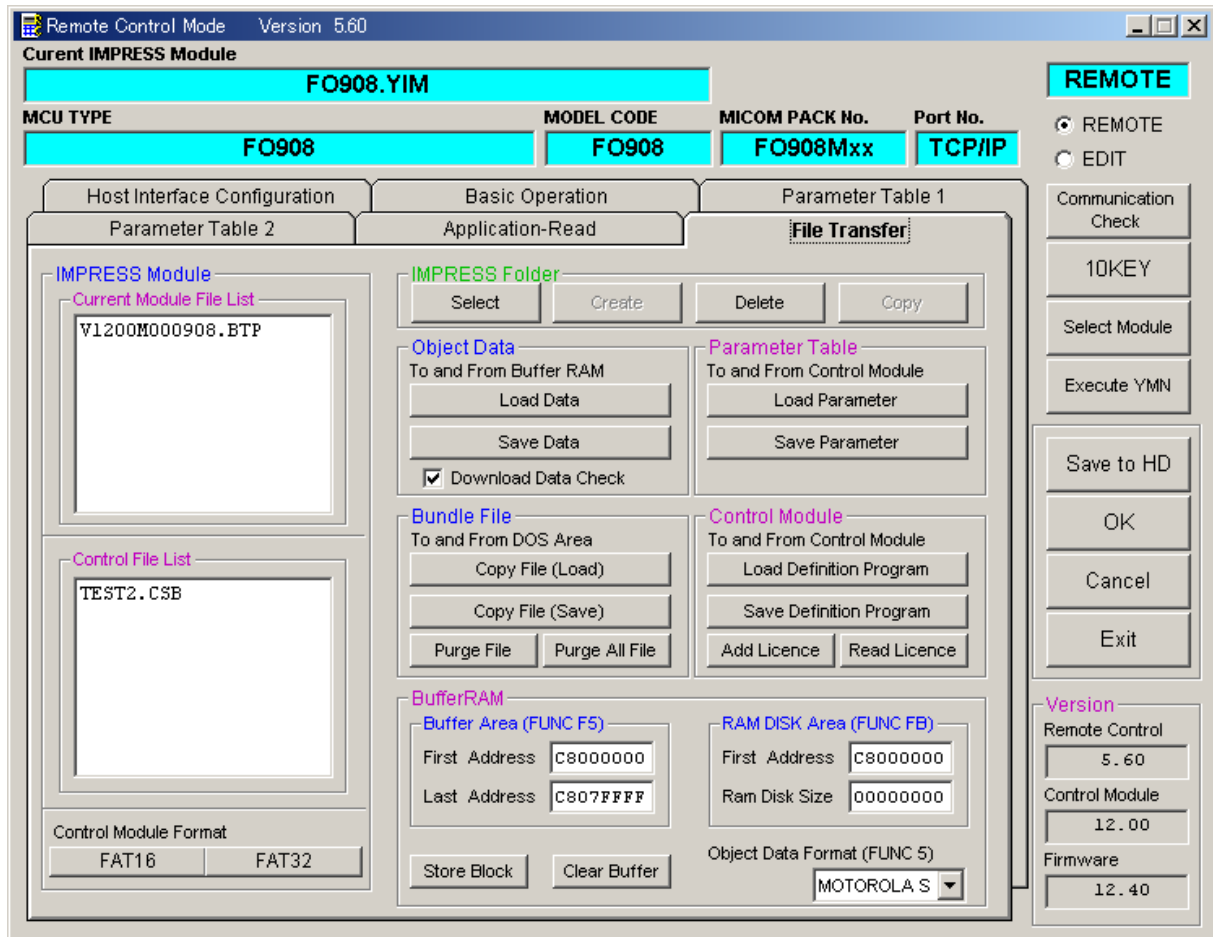 Remote Control Mode Version 5.60
Curent IMPRESS Module
FO908.YIM
MCU TYPE
MODEL CODE
MICOM PACK No.
Port No.
FO908
FO908
FO908Mxx
TCP/IP
REMOTE
REMOTE
EDIT
Host Interface Configuration
Basic Operation
Parameter Table 1
Parameter Table 2
Application-Read
File Transfer
IMPRESS Module
Current Module File List
V1200M000908.BTP
Control File List
TEST2.CSB
Control Module Format
FAT16
FAT32
IMPRESS Folder
Select
Create
Delete
Copy
Object Data
To and From Buffer RAM
Load Data
Save Data
Download Data Check
Parameter Table
To and From Control Module
Load Parameter
Save Parameter
Bundle File
To and From DOS Area
Copy File (Load)
Copy File (Save)
Purge File
Purge All File
Control Module
To and From Control Module
Load Definition Program
Save Definition Program
Add Licence
Read Licence
BufferRAM
Buffer Area (FUNC F5)
First Address
C8000000
Last Address
C807FFFF
RAM DISK Area (FUNC FB)
First Address
C8000000
Ram Disk Size
00000000
Store Block
Clear Buffer
Object Data Format (FUNC 5)
MOTOROLA S
Communication
Check
10KEY
Select Module
Execute YMN
Save to HD
OK
Cancel
Exit
Version
Remote Control
5.60
Control Module
12.00
Firmware
12.40